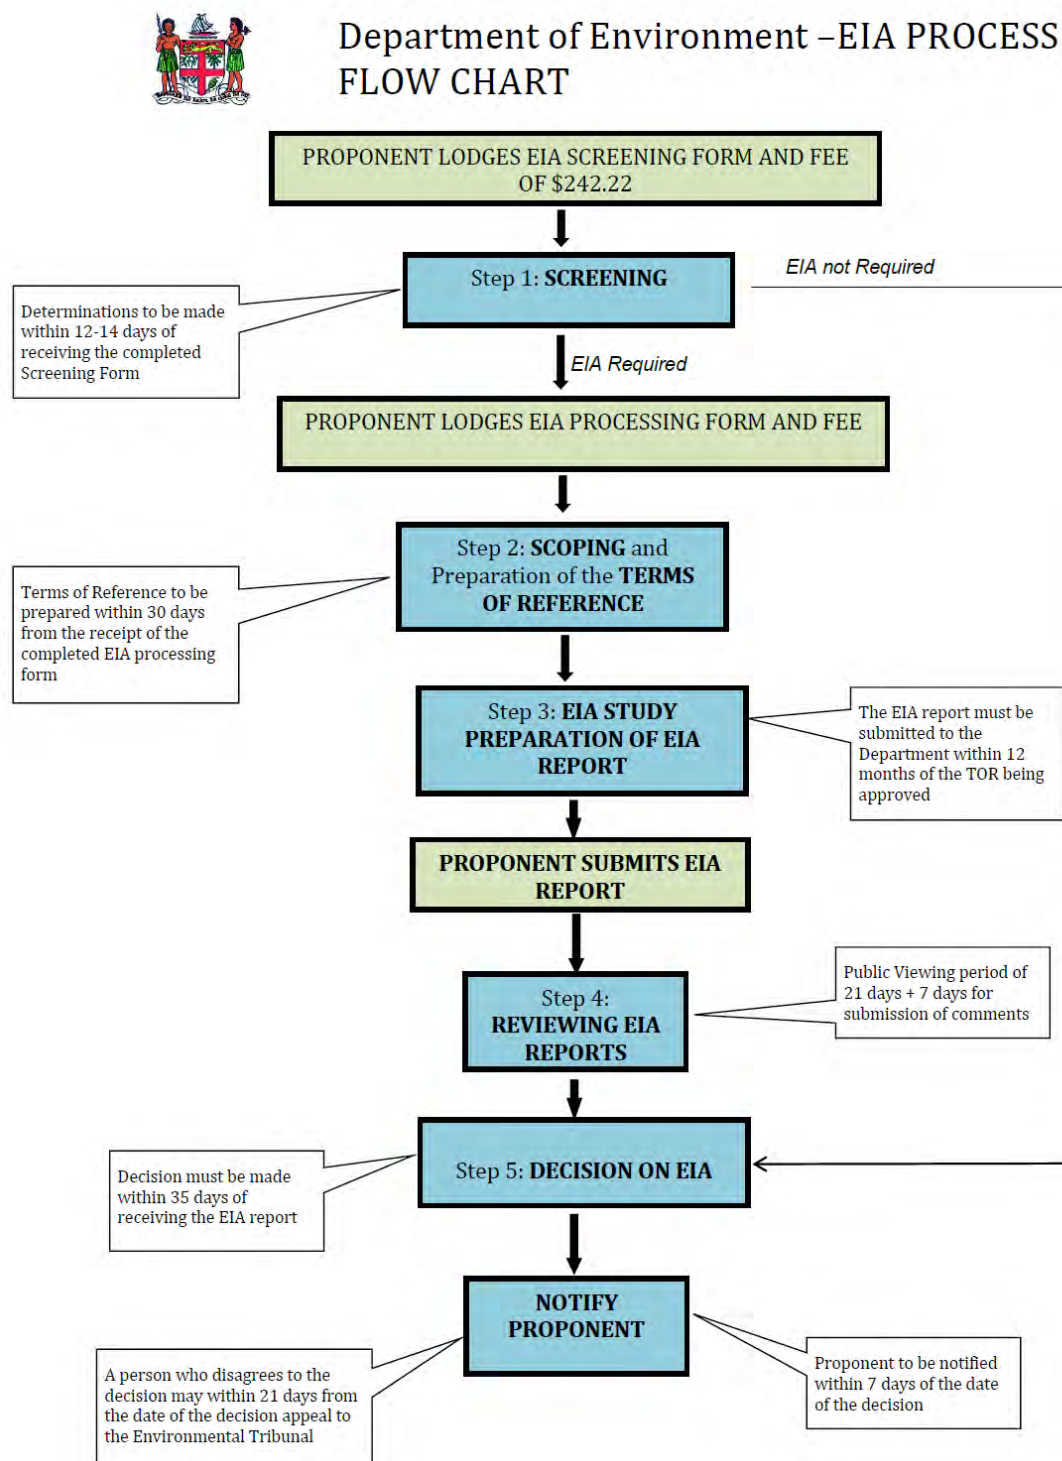 Department of Environment –EIA PROCESS
FLOW CHART
PROPONENT LODGES EIA SCREENING FORM AND FEE
OF $242.22
Step 1: SCREENING
EIA not Required
Determinations to be made
within 12-14 days of
receiving the completed
Screening Form
EIA Required
PROPONENT LODGES EIA PROCESSING FORM AND FEE
Step 2: SCOPING and
Preparation of the TERMS
OF REFERENCE
Terms of Reference to be
prepared within 30 days
from the receipt of the
completed EIA processing
form
Step 3: EIA STUDY
PREPARATION OF EIA
REPORT
The EIA report must be
submitted to the
Department within 12
months of the TOR being
approved
PROPONENT SUBMITS EIA
REPORT
Step 4:
REVIEWING EIA
REPORTS
Public Viewing period of
21 days + 7 days for
submission of comments
Step 5: DECISION ON EIA
Decision must be made
within 35 days of
receiving the EIA report
NOTIFY
PROPONENT
A person who disagrees to the
decision may within 21 days from
the date of the decision appeal to
the Environmental Tribunal
Proponent to be notified
within 7 days of the date
of the decision